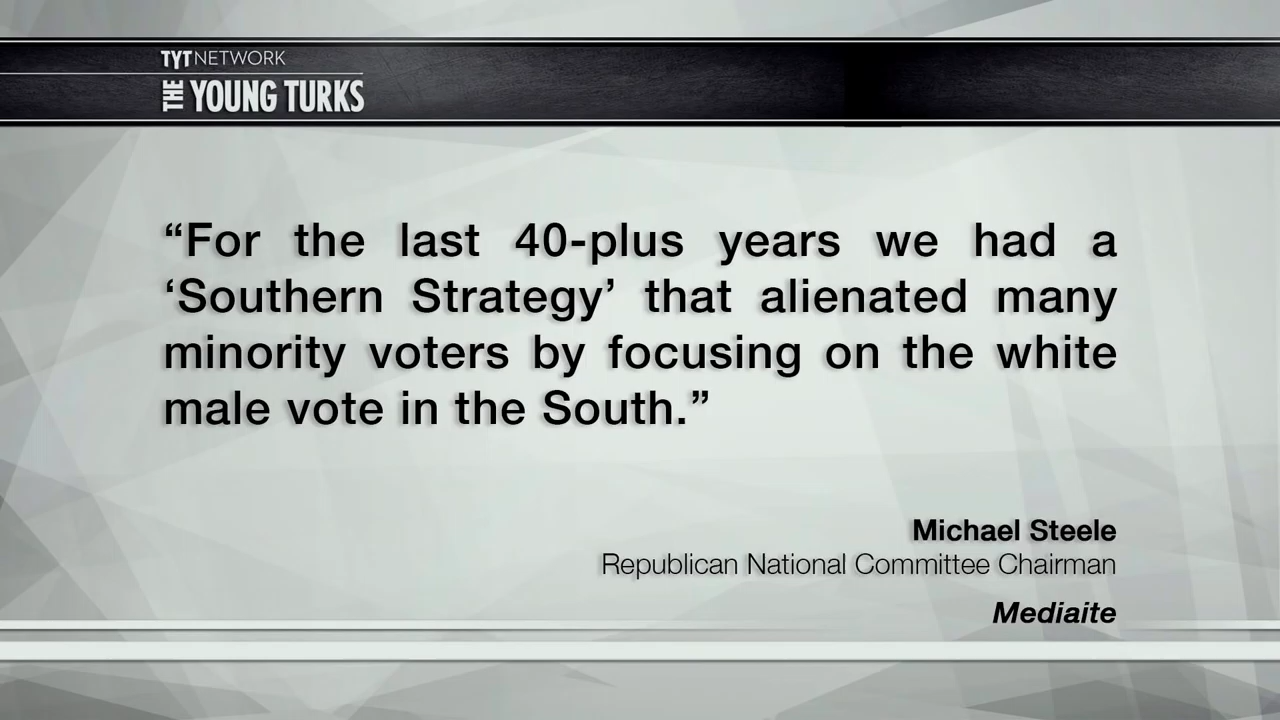 TYT NETWORK
THE YOUNG TURKS
“For the last 40-plus years we had a
‘Southern Strategy’ that alienated many
minority voters by focusing on the white
male vote in the South.”
Michael Steele
Republican National Committee Chairman
Mediaite